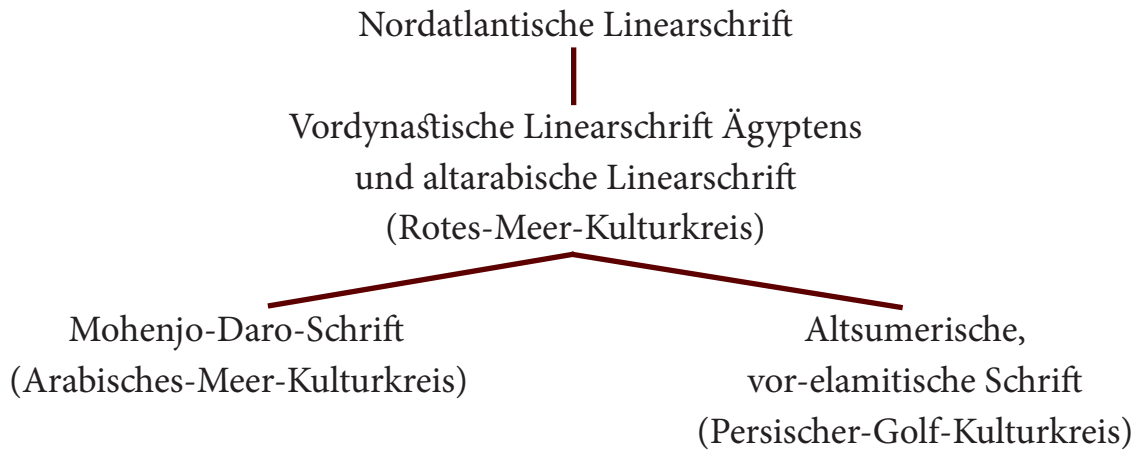 Nordatlantische Linearschrift
Vordynastische Linearschrift Ägyptens
und altarabische Linearschrift
(Rotes-Meer-Kulturkreis)
Mohenjo-Daro-Schrift
(Arabisches-Meer-Kulturkreis)
Altsumerische,
vor-elamitische Schrift
(Persischer-Golf-Kulturkreis)